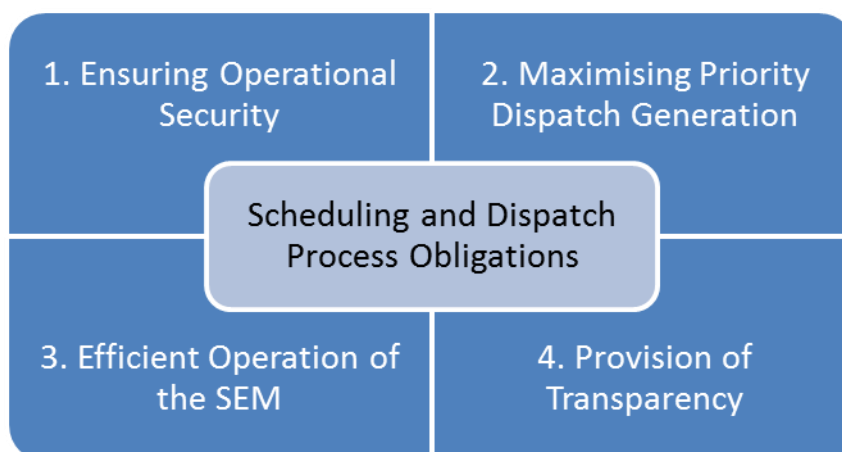 1. Ensuring Operational
Security
2. Maximising Priority
Dispatch Generation
Scheduling and Dispatch
Process Obligations
3. Efficient Operation of
the SEM
4. Provision of
Transparency